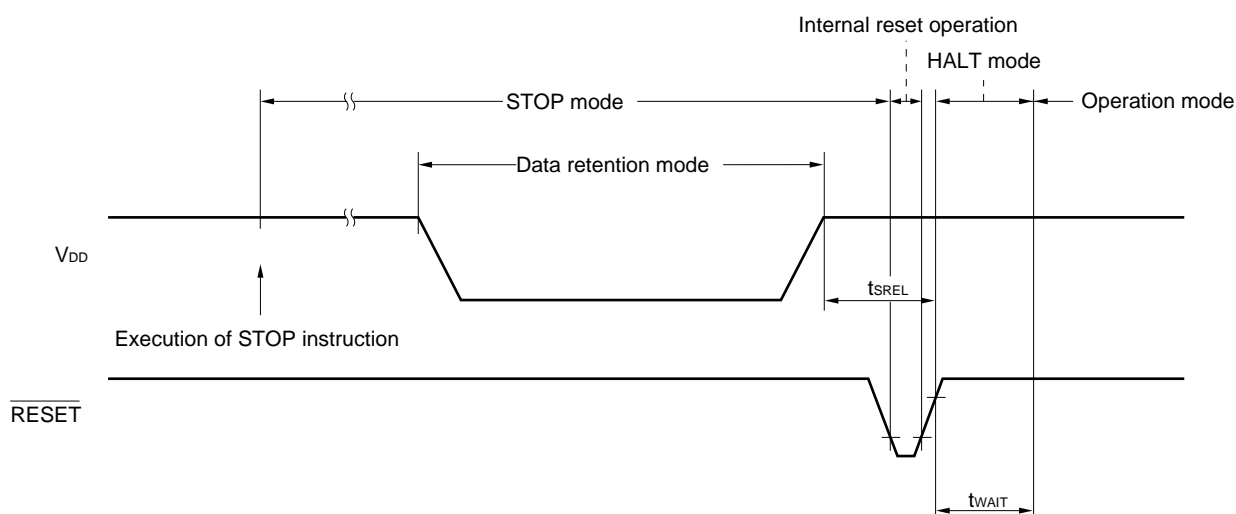 Internal reset operation
HALT mode
STOP mode
Operation mode
Data retention mode
VDD
tSREL
Execution of STOP instruction
RESET
tWAIT